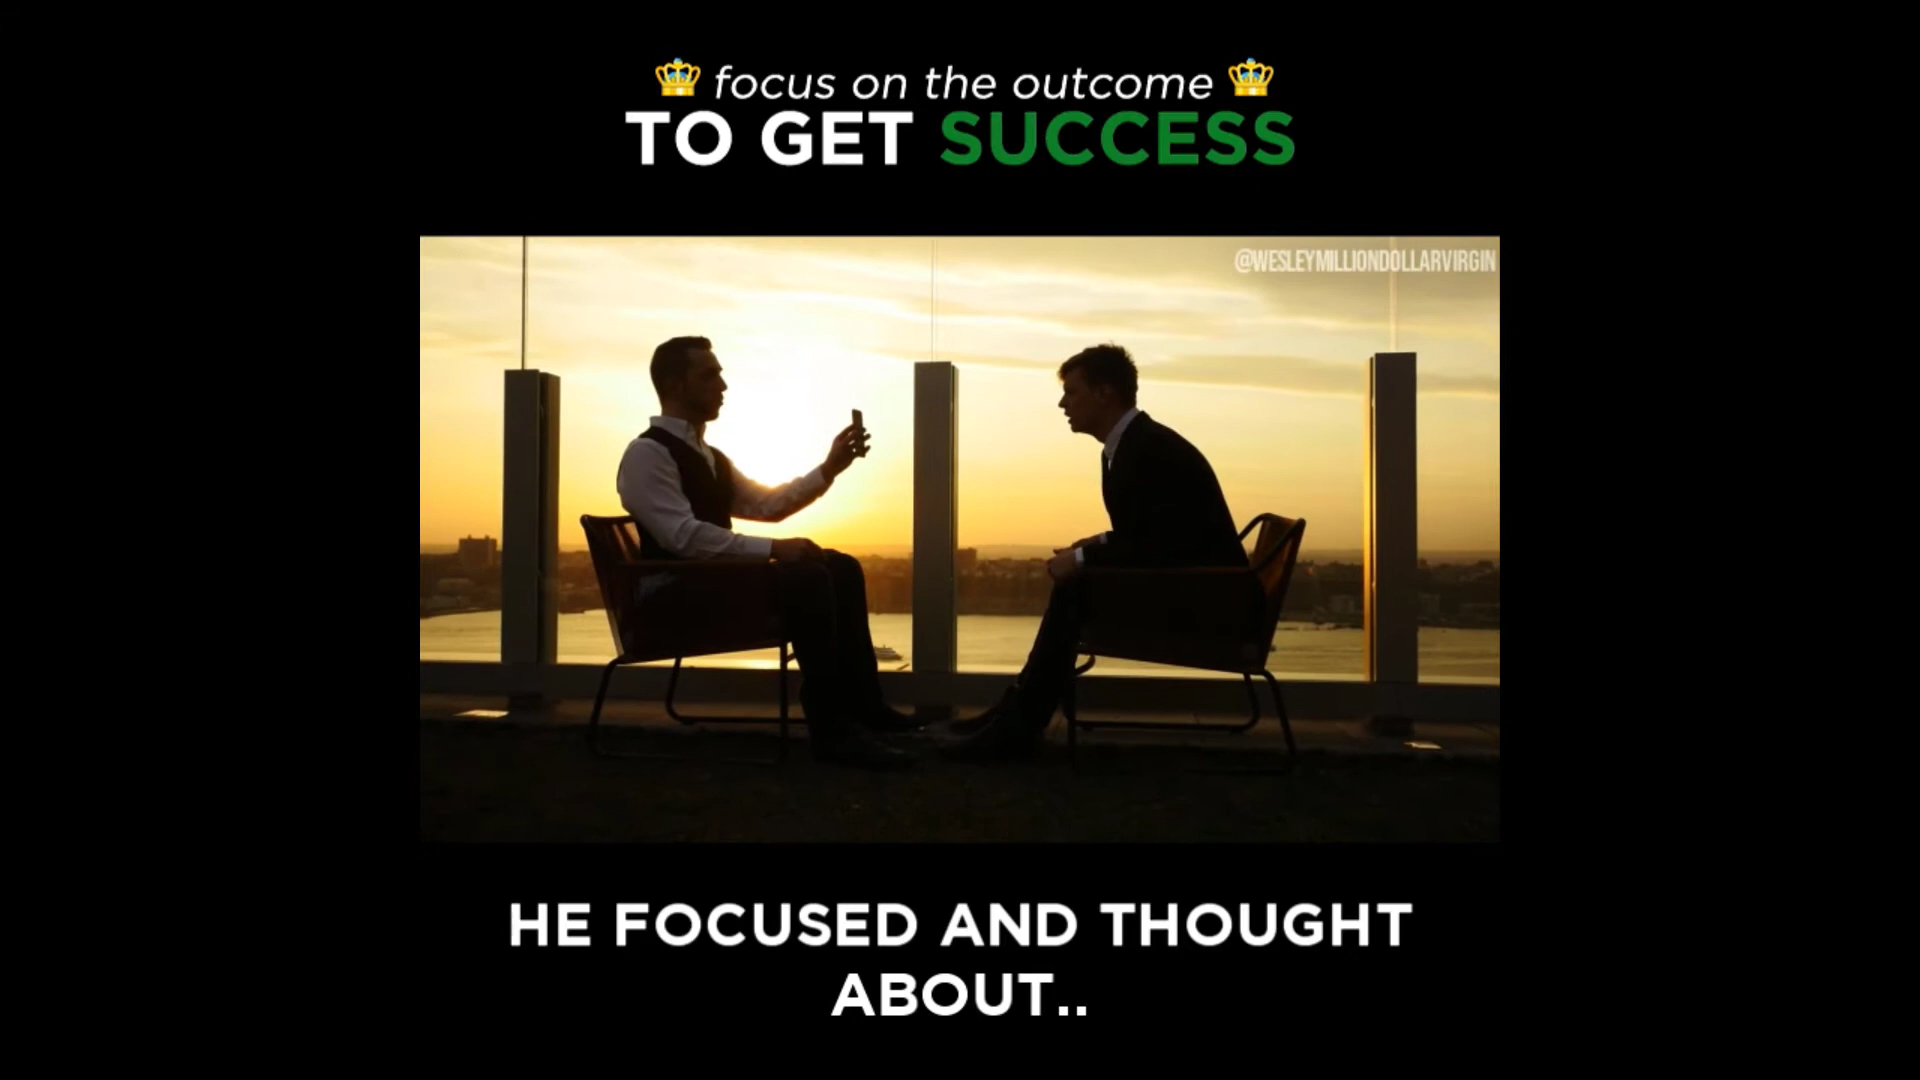 👑 focus on the outcome 👑
TO GET SUCCESS
@WESLEYMILLIONDOLLARVIRGIN
HE FOCUSED AND THOUGHT
ABOUT..